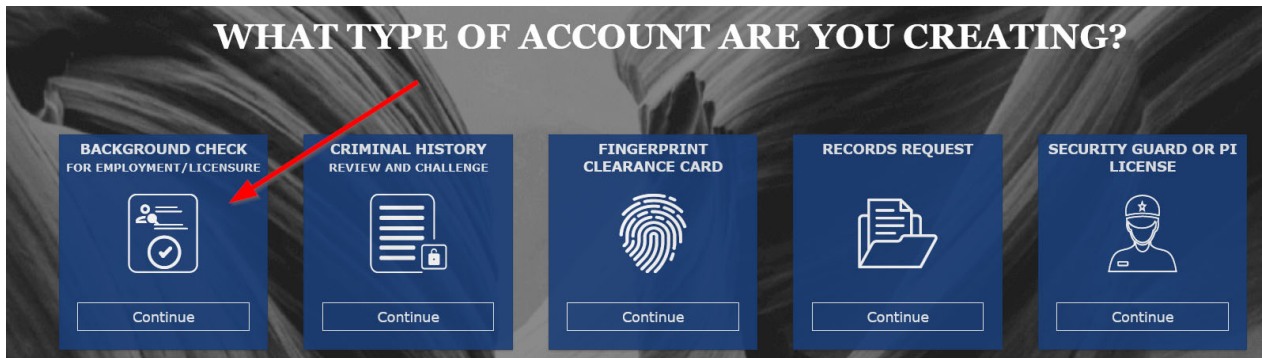 WHAT TYPE OF ACCOUNT ARE YOU CREATING?
BACKGROUND CHECK
FOR EMPLOYMENT/LICENSURE
Continue
CRIMINAL HISTORY
REVIEW AND CHALLENGE
Continue
FINGERPRINT
CLEARANCE CARD
Continue
RECORDS REQUEST
Continue
SECURITY GUARD OR PI
LICENSE
Continue